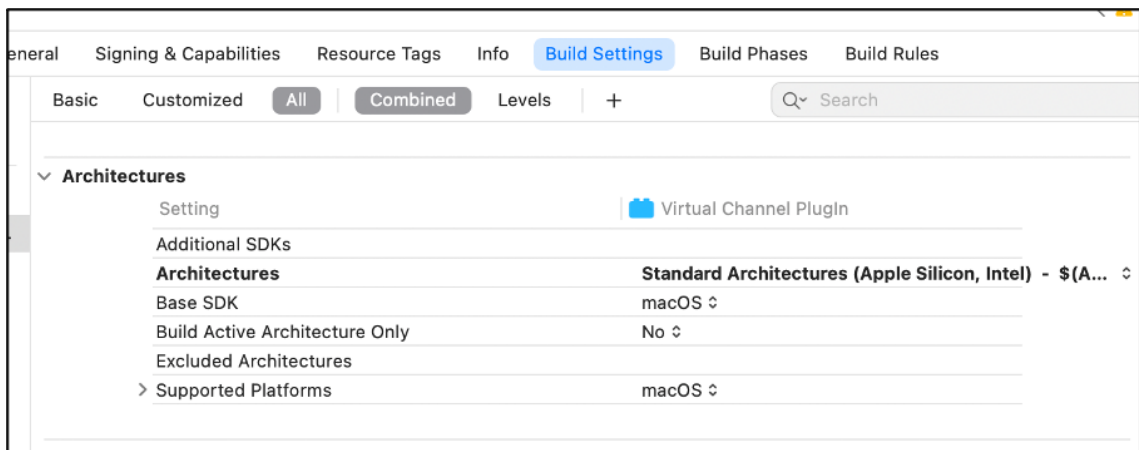 eneral Signing & Capabilities Resource Tags Info Build Settings Build Phases Build Rules
Basic Customized All Combined Levels + Search
Architectures
Setting Virtual Channel PlugIn
Additional SDKs
Architectures Standard Architectures (Apple Silicon, Intel) - $(A...
Base SDK macOS
Build Active Architecture Only No
Excluded Architectures
Supported Platforms macOS